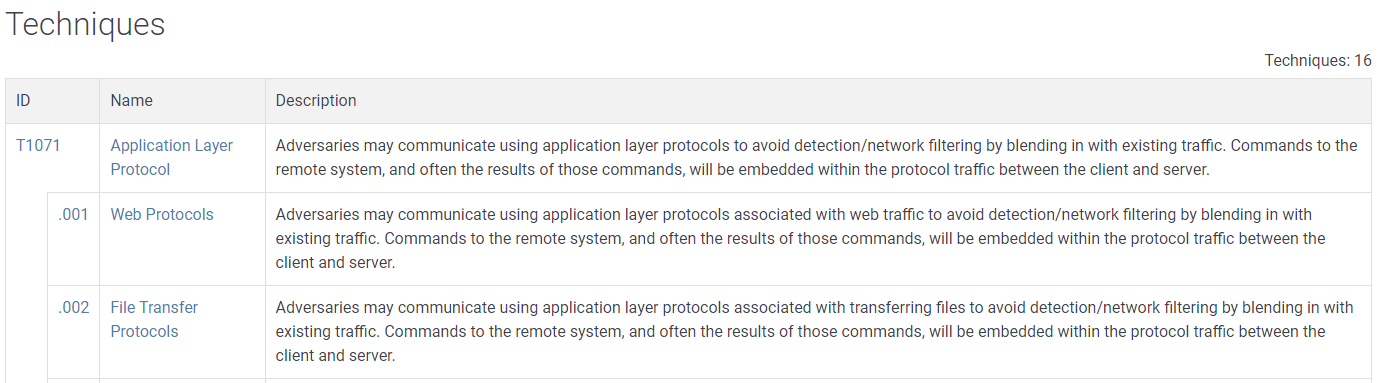 Techniques
Techniques: 16
ID Name Description
T1071 Application Layer Protocol Adversaries may communicate using application layer protocols to avoid detection/network filtering by blending in with existing traffic. Commands to the
remote system, and often the results of those commands, will be embedded within the protocol traffic between the client and server.
.001 Web Protocols Adversaries may communicate using application layer protocols associated with web traffic to avoid detection/network filtering by blending in with
existing traffic. Commands to the remote system, and often the results of those commands, will be embedded within the protocol traffic between the
client and server.
.002 File Transfer Protocols Adversaries may communicate using application layer protocols associated with transferring files to avoid detection/network filtering by blending in with
existing traffic. Commands to the remote system, and often the results of those commands, will be embedded within the protocol traffic between the
client and server.